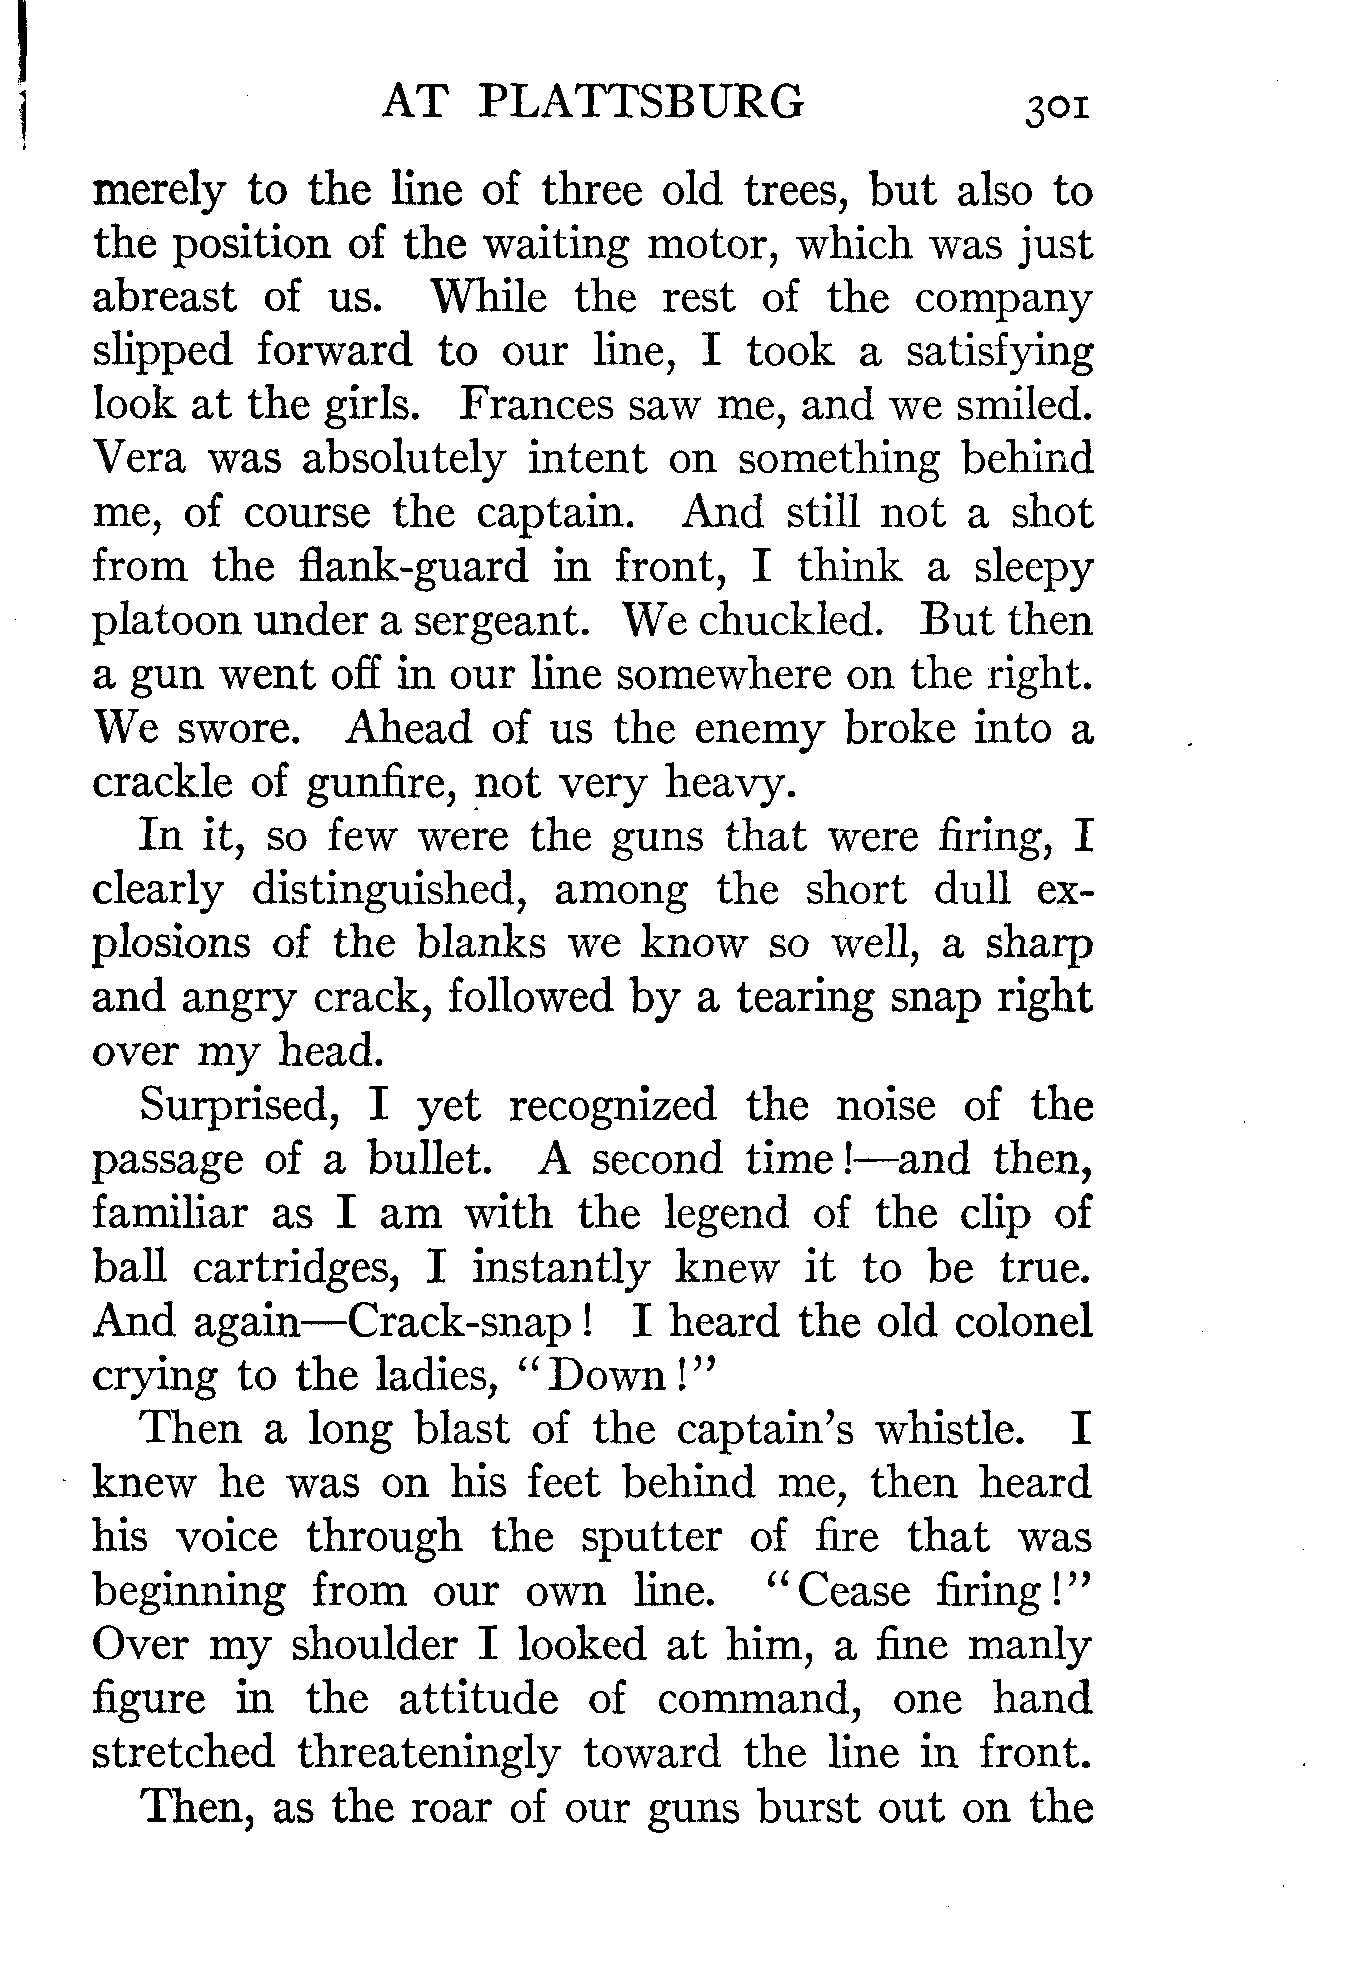 AT PLATTSBURG 301
merely to the line of three old trees, but also to
the position of the waiting motor, which was just
abreast of us. While the rest of the company
slipped forward to our line, I took a satisfying
look at the girls. Frances saw me, and we smiled.
Vera was absolutely intent on something behind
me, of course the captain. And still not a shot
from the flank-guard in front, I think a sleepy
platoon under a sergeant. We chuckled. But then
a gun went off in our line somewhere on the right.
We swore. Ahead of us the enemy broke into a
crackle of gunfire, not very heavy.
In it, so few were the guns that were firing, I
clearly distinguished, among the short dull ex-
plosions of the blanks we know so well, a sharp
and angry crack, followed by a tearing snap right
over my head.
Surprised, I yet recognized the noise of the
passage of a bullet. A second time!—and then,
familiar as I am with the legend of the clip of
ball cartridges, I instantly knew it to be true.
And again—Crack-snap! I heard the old colonel
crying to the ladies, "Down!"
Then a long blast of the captain's whistle. I
knew he was on his feet behind me, then heard
his voice through the sputter of fire that was
beginning from our own line. "Cease firing!"
Over my shoulder I looked at him, a fine manly
figure in the attitude of command, one hand
stretched threateningly toward the line in front.
Then, as the roar of our guns burst out on the